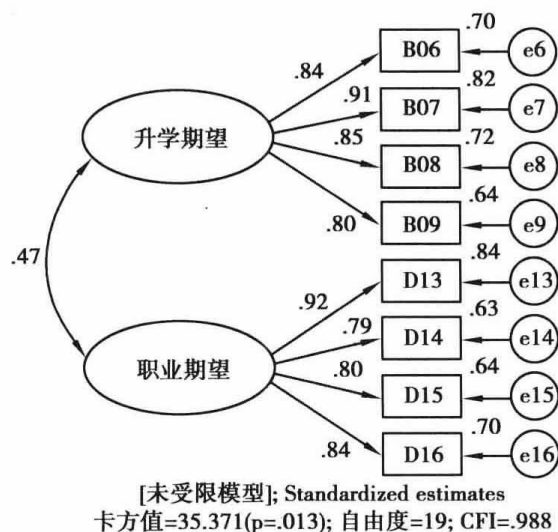 .70
.84
B06
e6
.82
.91
B07
e7
升学期望
.85
.72
B08
e8
.64
.80
B09
e9
.47
.84
.92
D13
e13
.63
.79
D14
e14
职业期望
.80
.64
D15
e15
.70
.84
D16
e16
[未受限模型]; Standardized estimates
卡方值=35.371(p=.013); 自由度=19; CFI=.988